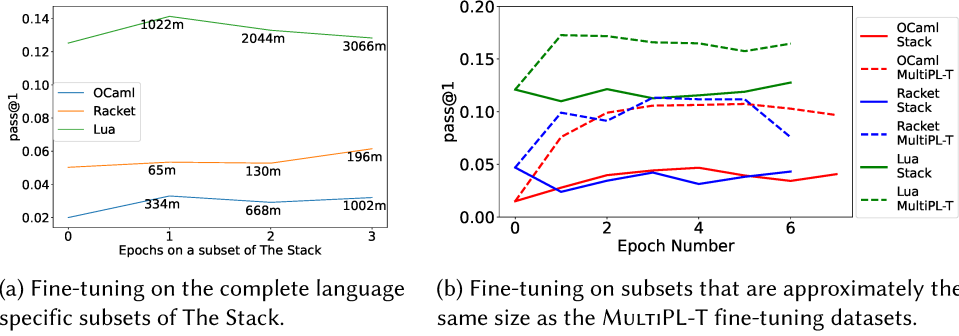 0.14
0.12
0.10
0.08
0.06
0.04
0.02
pass@1
1022m
2044m
3066m
OCaml
Racket
Lua
65m
130m
196m
334m
668m
1002m
0
1
2
3
Epochs on a subset of The Stack
(a) Fine-tuning on the complete language
specific subsets of The Stack.
0.20
0.15
0.10
0.05
0.00
pass@1
0
2
4
6
Epoch Number
OCaml
Stack
OCaml
MultiPL-T
Racket
Stack
Racket
MultiPL-T
Lua
Stack
Lua
MultiPL-T
(b) Fine-tuning on subsets that are approximately the
same size as the MULTIPL-T fine-tuning datasets.